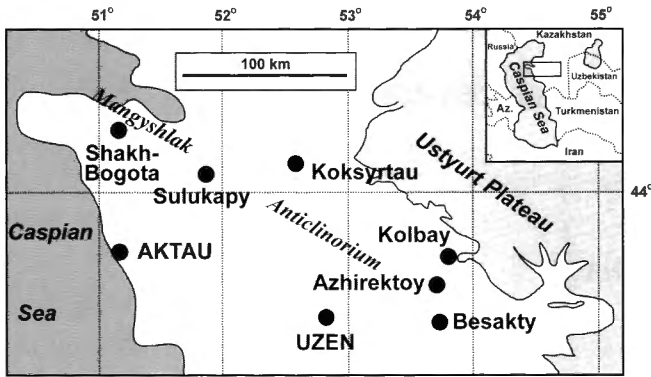 51° 52° 53° 54° 55°
100 km
Kazakhstan
Russia
Uzbekistan
Caspian Sea
Az.
Turkmenistan
Iran
Mangyshlak
Shakh-
Bogota
Sulukapy
Koksyrtau
Ustyurt Plateau
44°
Caspian
Sea
Anticlinorium
Kolbay
AKTAU
Azhirektoy
UZEN
Besakty